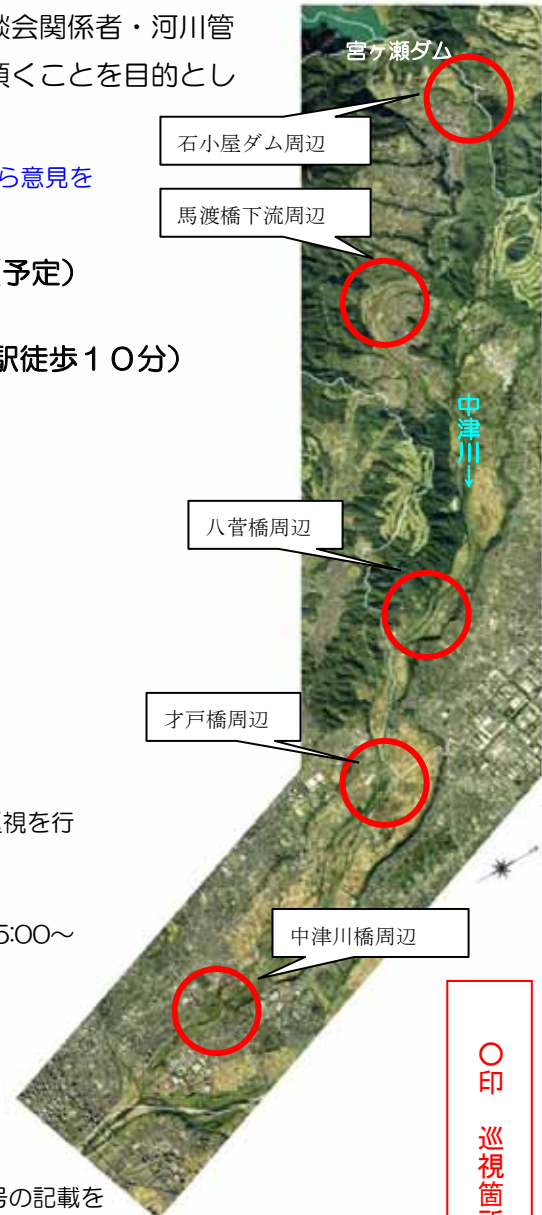 談会関係者・河川管
頂くことを目的とし
ら意見を
予定）
駅徒歩１０分）
視を行
5:00～
号の記載を
宮ヶ瀬ダム
石小屋ダム周辺
馬渡橋下流周辺
中津川→
八菅橋周辺
才戸橋周辺
中津川橋周辺
○印　巡視箇所